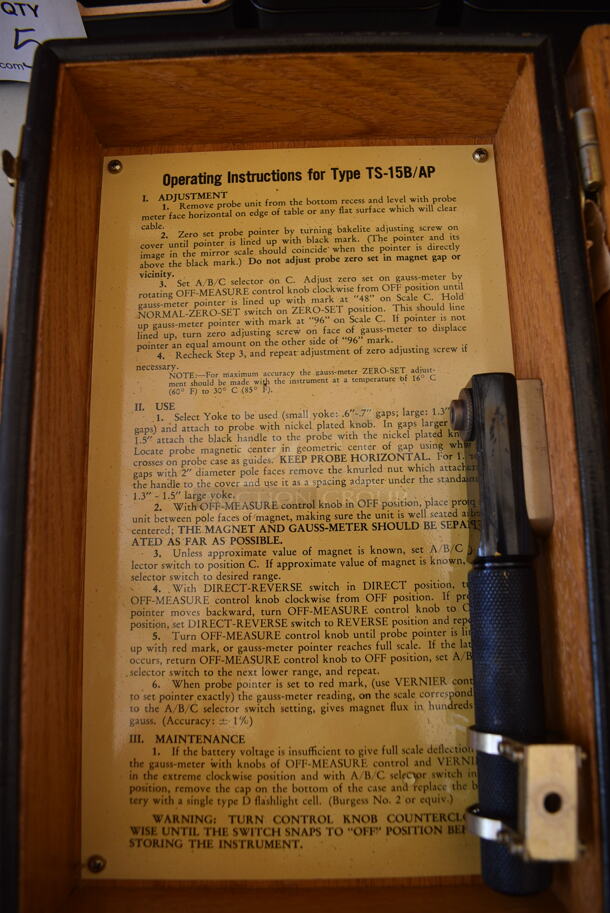 QTY
5
.com
Operating Instructions for Type TS-15B/AP
I. ADJUSTMENT
1. Remove probe unit from the bottom recess and level with probe
meter face horizontal on edge of table or any flat surface which will clear
cable.
2. Zero set probe pointer by turning bakelite adjusting screw on
cover until pointer is lined up with black mark. (The pointer and its
image in the mirror scale should coincide when the pointer is directly
above the black mark.) Do not adjust probe zero set in magnet gap or
vicinity.
3. Set A/B/C selector on C. Adjust zero set on gauss-meter by
rotating OFF-MEASURE control knob clockwise from OFF position until
gauss-meter pointer is lined up with mark at "48" on Scale C. Hold
NORMAL-ZERO-SET switch on ZERO-SET position. This should line
up gauss-meter pointer with mark at "96" on Scale C. If pointer is not
lined up, turn zero adjusting screw on face of gauss-meter to displace
pointer an equal amount on the other side of "96" mark.
4. Recheck Step 3, and repeat adjustment of zero adjusting screw if
necessary.
NOTE:—For maximum accuracy the gauss-meter ZERO-SET adjust-
ment should be made with the instrument at a temperature of 16° C
(60° F) to 30° C (85° F).
II. USE
1. Select Yoke to be used (small yoke: .6"-.7" gaps; large: 1.3"
gaps) and attach to probe with nickel plated knob. In gaps larger
1.5" attach the black handle to the probe with the nickel plated
Locate probe magnetic center in geometric center of gap using
crosses on probe case as guides. KEEP PROBE HORIZONTAL. For 1.
gaps with 2" diameter pole faces remove the knurled nut which
the handle to the cover and use it as a spacing adapter under the
1.3" - 1.5" large yoke.
2. With OFF-MEASURE control knob in OFF position, place
unit between pole faces of magnet, making sure the unit is well seated
centered; THE MAGNET AND GAUSS-METER SHOULD BE SEPAR
ATED AS FAR AS POSSIBLE.
3. Unless approximate value of magnet is known, set A/B/C
lector switch to position C. If approximate value of magnet is known,
selector switch to desired range.
4. With DIRECT-REVERSE switch in DIRECT position,
OFF-MEASURE control knob clockwise from OFF position. If
pointer moves backward, turn OFF-MEASURE control knob to
position, set DIRECT-REVERSE switch to REVERSE position and
5. Turn OFF-MEASURE control knob until probe pointer is
up with red mark, or gauss-meter pointer reaches full scale. If the
occurs, return OFF-MEASURE control knob to OFF position, set A/B
selector switch to the next lower range, and repeat.
6. When probe pointer is set to red mark, (use VERNIER cont
to set pointer exactly) the gauss-meter reading, on the scale correspond
to the A/B/C selector switch setting, gives magnet flux in hundreds
gauss. (Accuracy: ± 1%)
III. MAINTENANCE
1. If the battery voltage is insufficient to give full scale deflection
the gauss-meter with knobs of OFF-MEASURE control and VERNI
in the extreme clockwise position and with A/B/C selector switch in
position, remove the cap on the bottom of the case and replace the b
tery with a single type D flashlight cell. (Burgess No. 2 or equiv.)
WARNING: TURN CONTROL KNOB COUNTERCLO
WISE UNTIL THE SWITCH SNAPS TO "OFF" POSITION BEF
STORING THE INSTRUMENT.